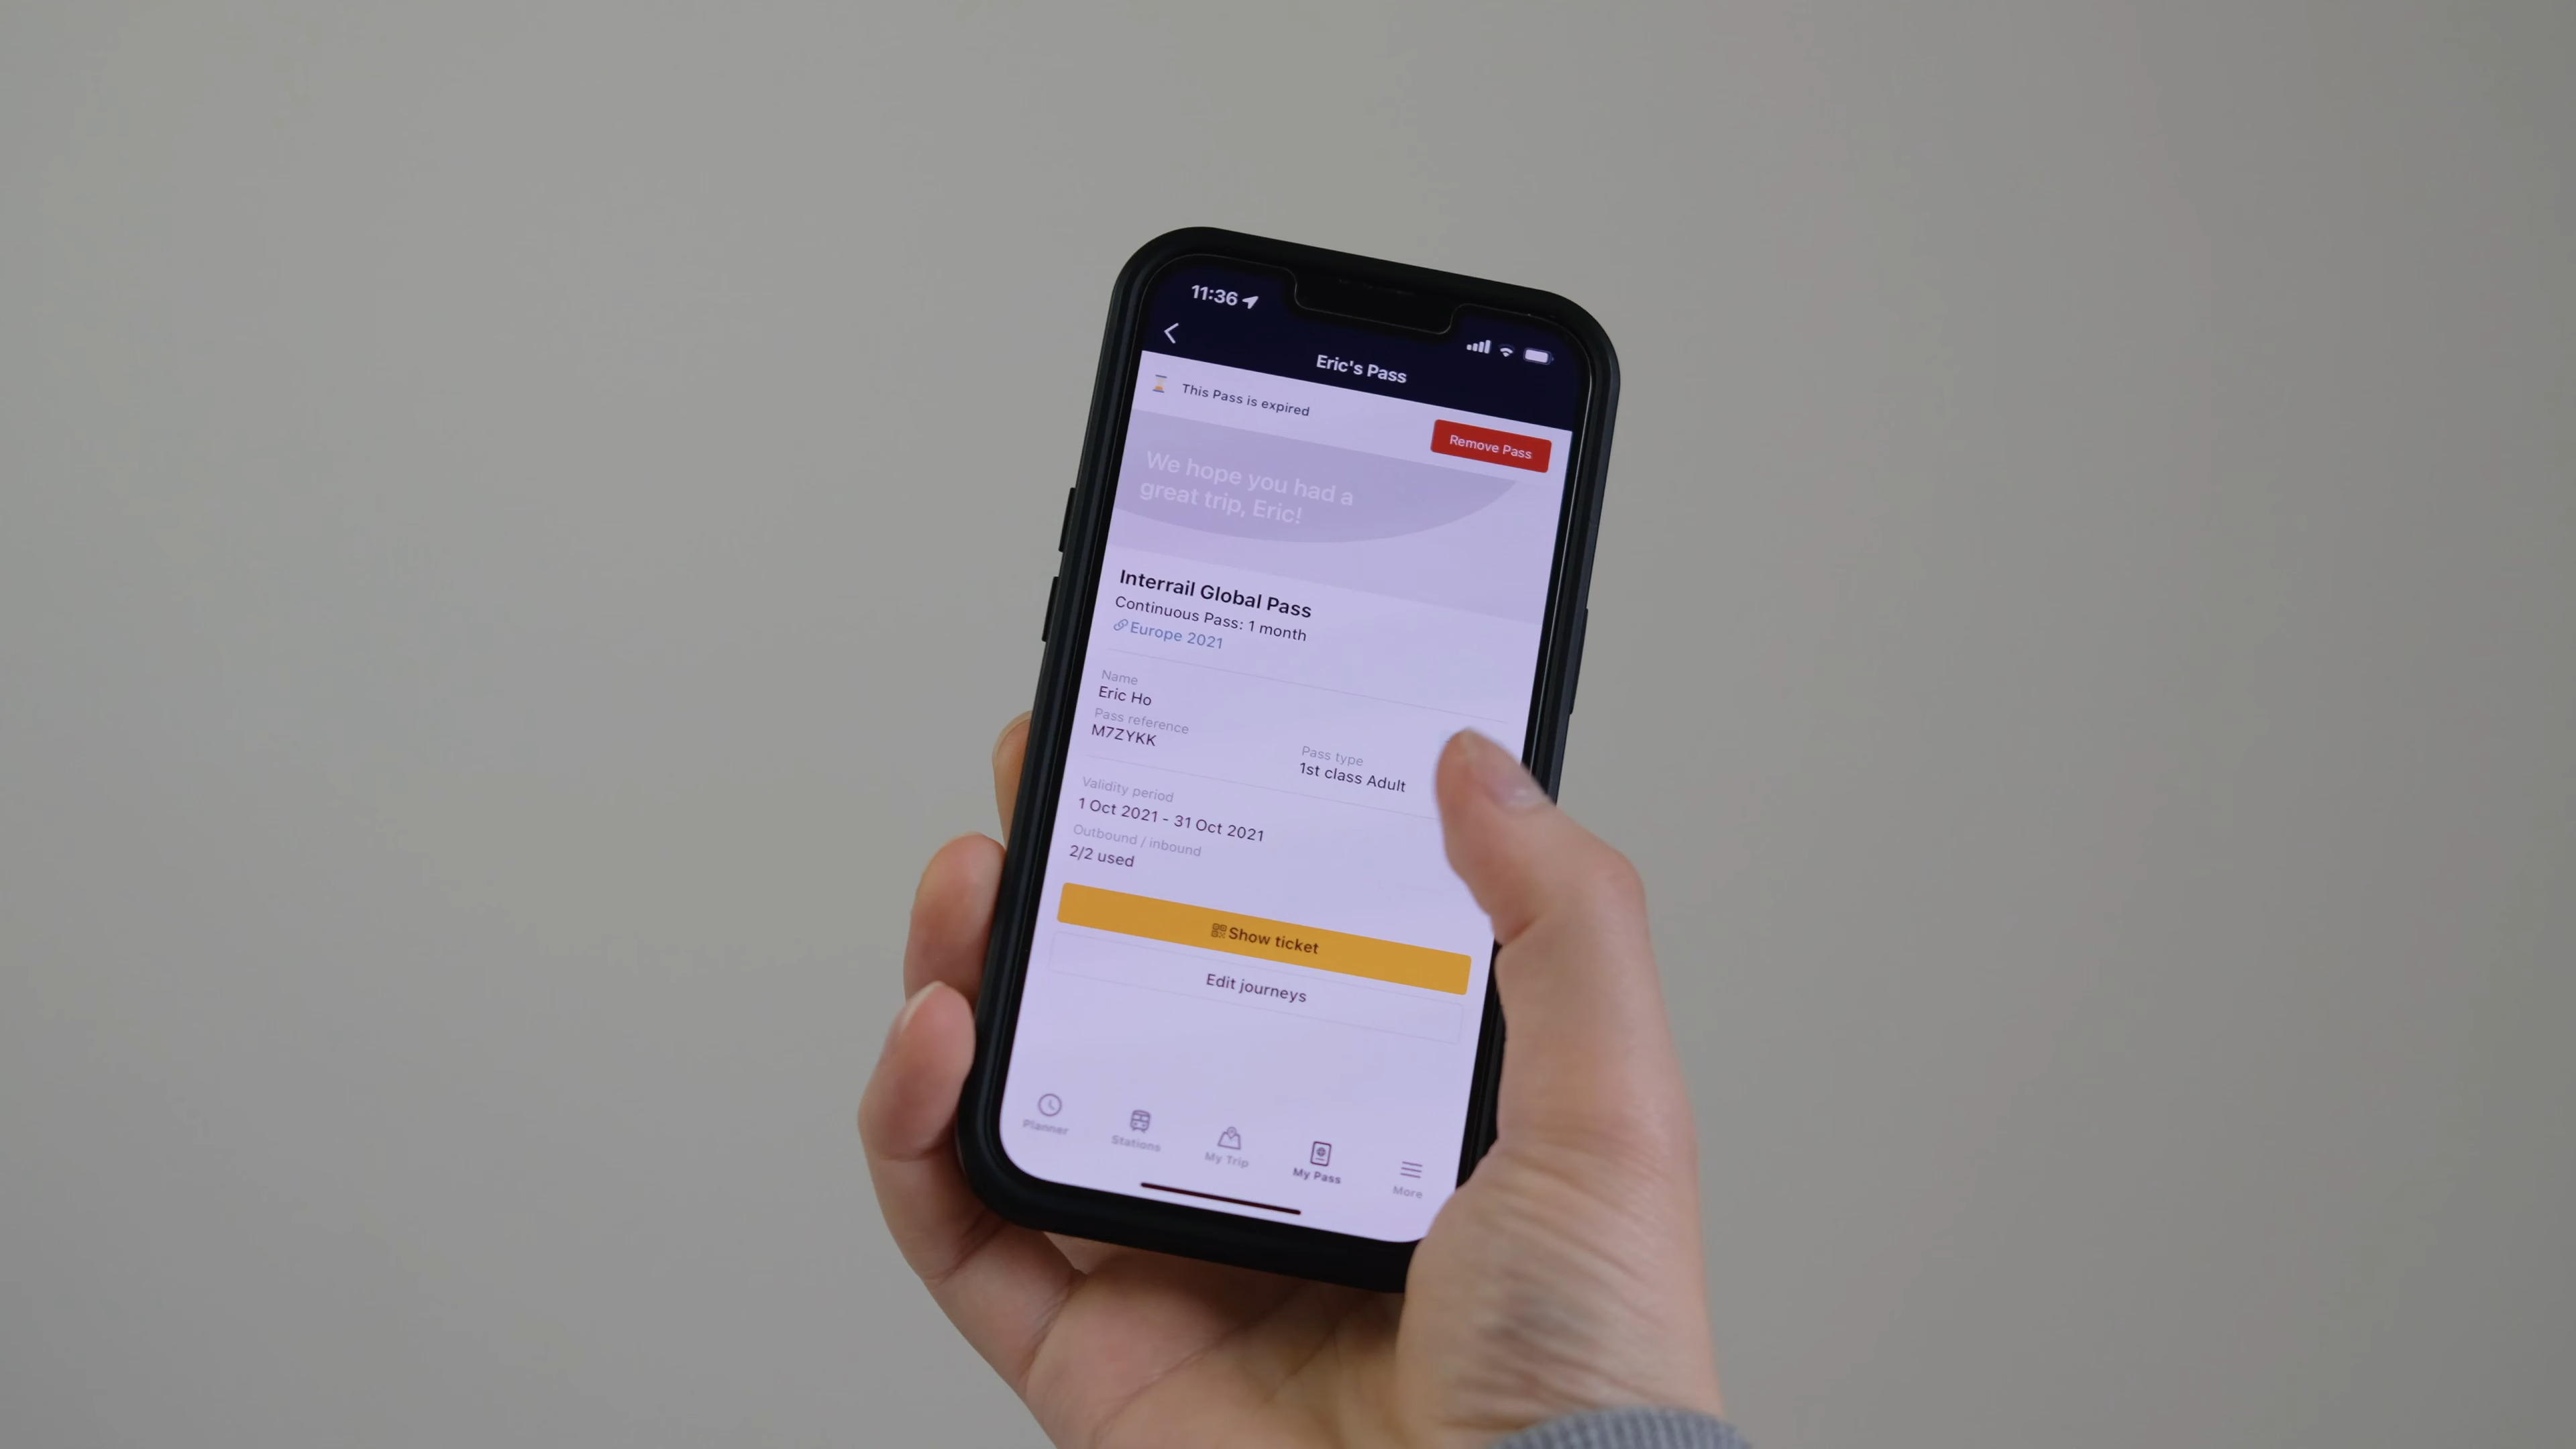 11:36
Eric's Pass
This Pass is expired
Remove Pass
We hope you had a
great trip, Eric!
Interrail Global Pass
Continuous Pass: 1 month
Europe 2021
Name
Eric Ho
Pass reference
M7ZYKK
Pass type
1st class Adult
Validity period
1 Oct 2021 - 31 Oct 2021
Outbound / inbound
2/2 used
Show ticket
Edit journeys
Planner
Stations
My Trip
My Pass
More